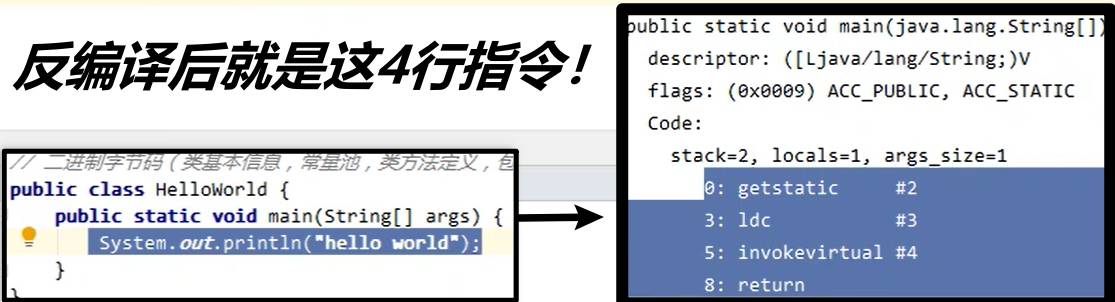 反编译后就是这4行指令！
// 二进制字节码（类基本信息，常量池，类方法定义，包
public class HelloWorld {
public static void main(String[] args) {
System.out.println("hello world");
}
}
public static void main(java.lang.String[])
descriptor: ([Ljava/lang/String;)V
flags: (0x0009) ACC_PUBLIC, ACC_STATIC
Code:
stack=2, locals=1, args_size=1
0: getstatic #2
3: ldc #3
5: invokevirtual #4
8: return